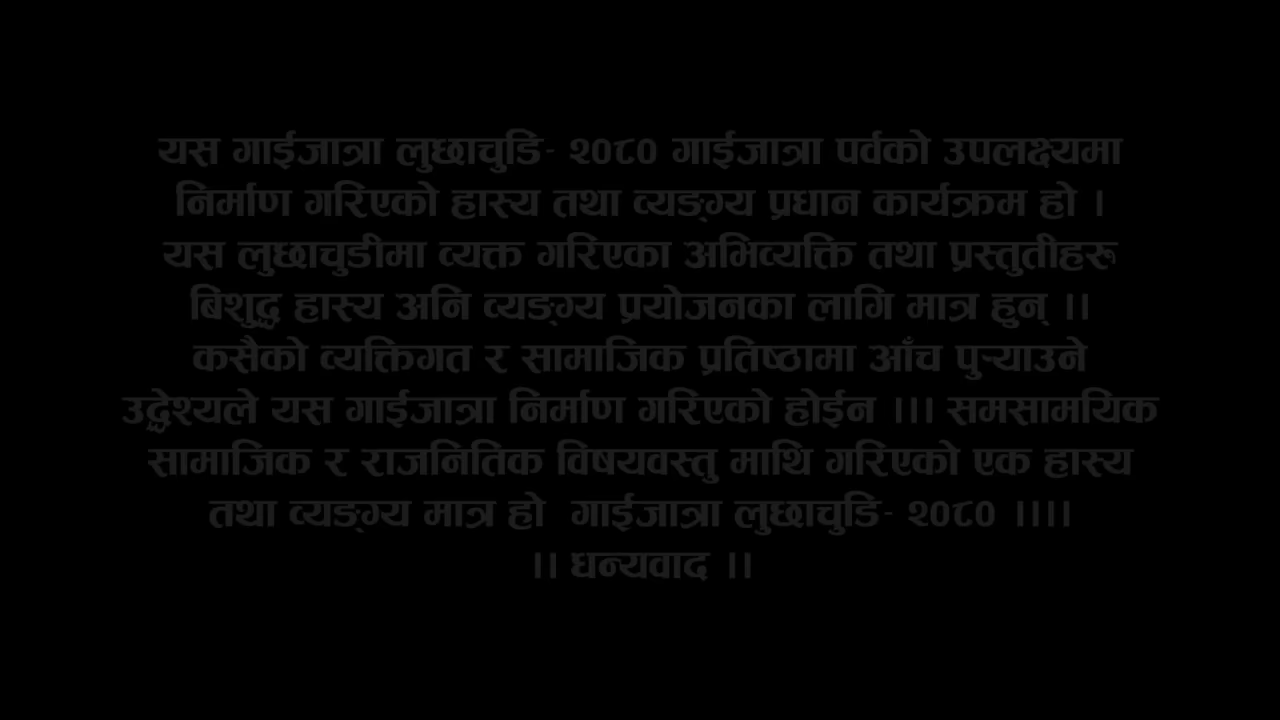 यस गाईजात्रा लुछाचुडि- २०८० गाईजात्रा पर्वको उपलक्ष्यमा
निर्माण गरिएको हास्य तथा व्यङ्ग्य प्रधान कार्यक्रम हो ।
यस लुछाचुडीमा व्यक्त गरिएका अभिव्यक्ति तथा प्रस्तुतीहरू
बिशुद्ध हास्य अनि व्यङ्ग्य प्रयोजनका लागि मात्र हुन् ।।
कसैको व्यक्तिगत र सामाजिक प्रतिष्ठामा आँच पुऱ्याउने
उद्धेश्यले यस गाईजात्रा निर्माण गरिएको होईन ।।। समसामयिक
सामाजिक र राजनितिक विषयवस्तु माथि गरिएको एक हास्य
तथा व्यङ्ग्य मात्र हो गाईजात्रा लुछाचुडि- २०८० ।।।।
।। धन्यवाद ।।